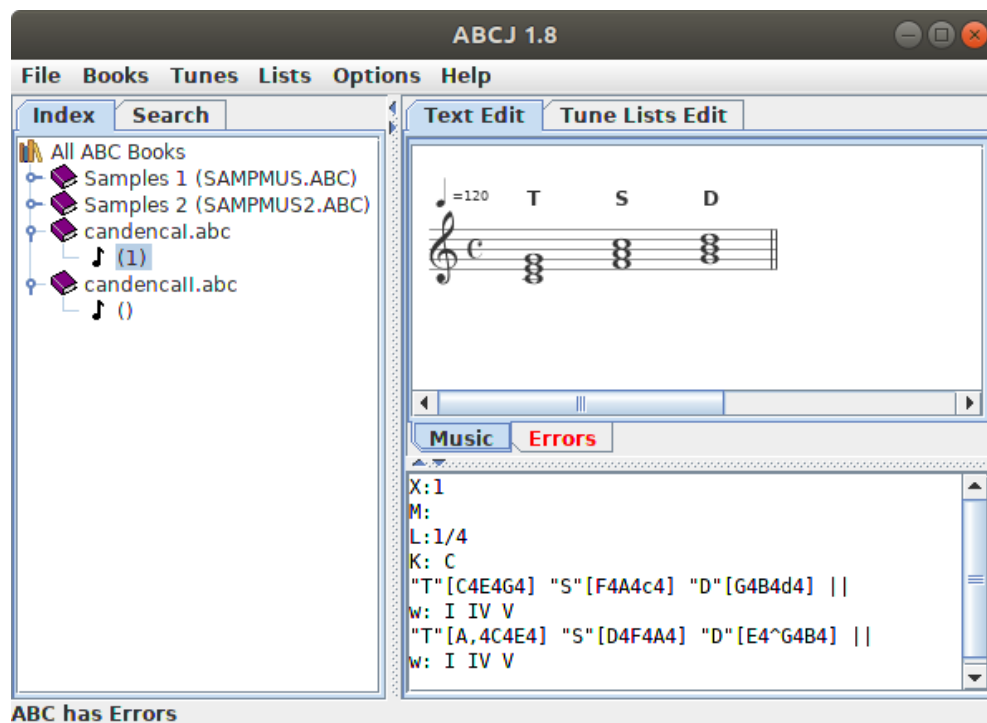 ABCJ 1.8
File Books Tunes Lists Options Help
Index Search
All ABC Books
Samples 1 (SAMPMUS.ABC)
Samples 2 (SAMPMUS2.ABC)
candencaI.abc
(1)
candencaII.abc
()
Text Edit Tune Lists Edit
=120 T S D
Music Errors
X:1
M:
L:1/4
K: C
"T"[C4E4G4] "S"[F4A4c4] "D"[G4B4d4] ||
w: I IV V
"T"[A,4C4E4] "S"[D4F4A4] "D"[E4^G4B4] ||
w: I IV V
ABC has Errors